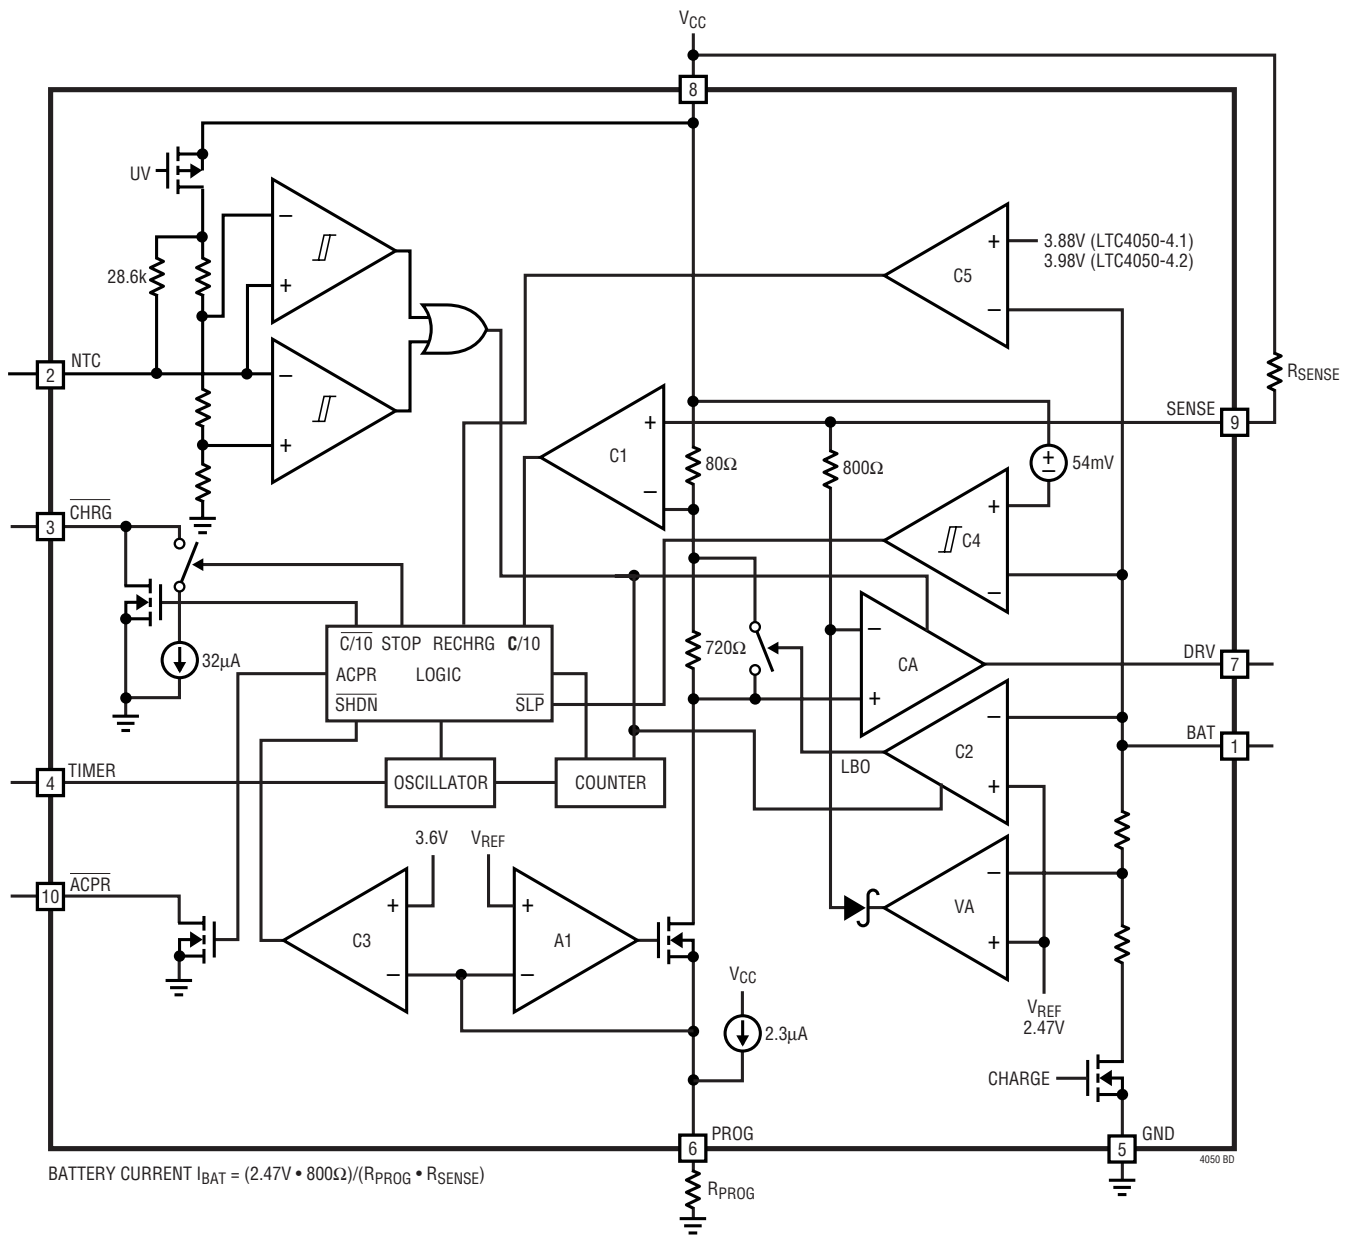 VCC
8
UV
28.6k
2
NTC
3
CHRG
C5
3.88V (LTC4050-4.1)
3.98V (LTC4050-4.2)
RSENSE
SENSE
9
C1
80Ω
800Ω
54mV
C4
32µA
C/10 STOP RECHRG C/10
ACPR LOGIC
SHDN SLP
720Ω
CA
DRV
7
C2
LBO
BAT
1
4
TIMER
OSCILLATOR
COUNTER
3.6V
VREF
10
ACPR
C3
A1
VA
VCC
2.3µA
VREF
2.47V
CHARGE
6
PROG
5
GND
4050 BD
BATTERY CURRENT IBAT = (2.47V • 800Ω)/(RPROG • RSENSE)
RPROG